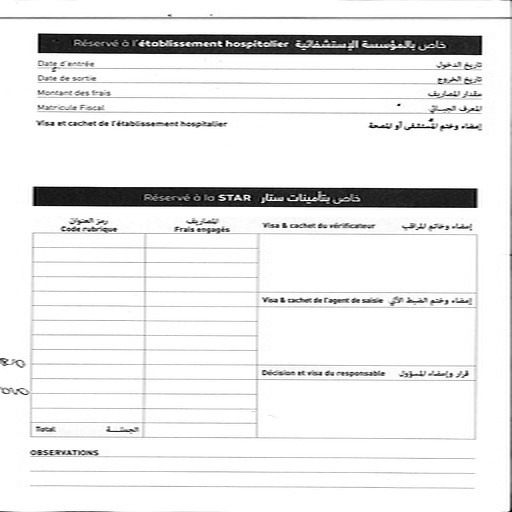 Réservé à l'établissement hospitalier خاص بالمؤسسة الإستشفائية
Date d'entrée تاريخ الدخول
Date de sortie تاريخ الخروج
Montant des frais مقدار المصاريف
Matricule Fiscal المعرف الجبائي
Visa et cachet de l'établissement hospitalier إمضاء وختم المستشفى أو المصحة
Réservé à la STAR خاص بتأمينات ستار
رمز العنوان المصاريف
Code rubrique Frais engagés Visa & cachet du vérificateur إمضاء وخاتم المراقب
Visa & cachet de l'agent de saisie إمضاء وختم الضبط الآلي
Décision et visa du responsable قرار وإمضاء المسؤول
Total الجملة
OBSERVATIONS